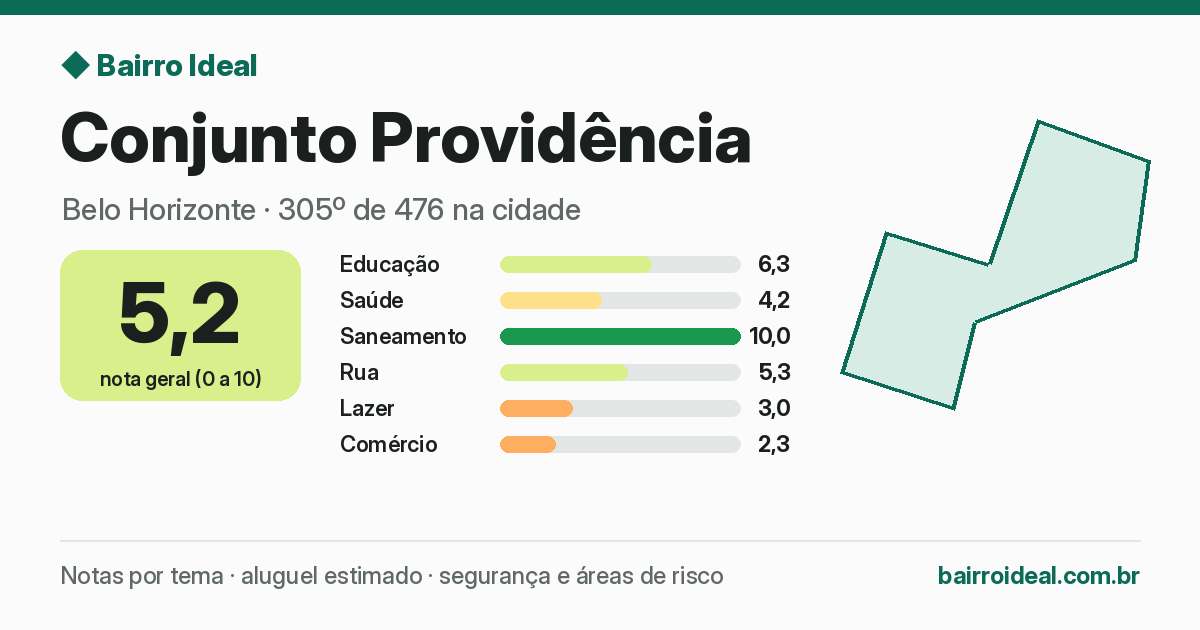 Bairro Ideal
Conjunto Providência
Belo Horizonte · 305º de 476 na cidade
5,2
nota geral (0 a 10)
Educação 6,3
Saúde 4,2
Saneamento 10,0
Rua 5,3
Lazer 3,0
Comércio 2,3
Notas por tema · aluguel estimado · segurança e áreas de risco
bairroideal.com.br